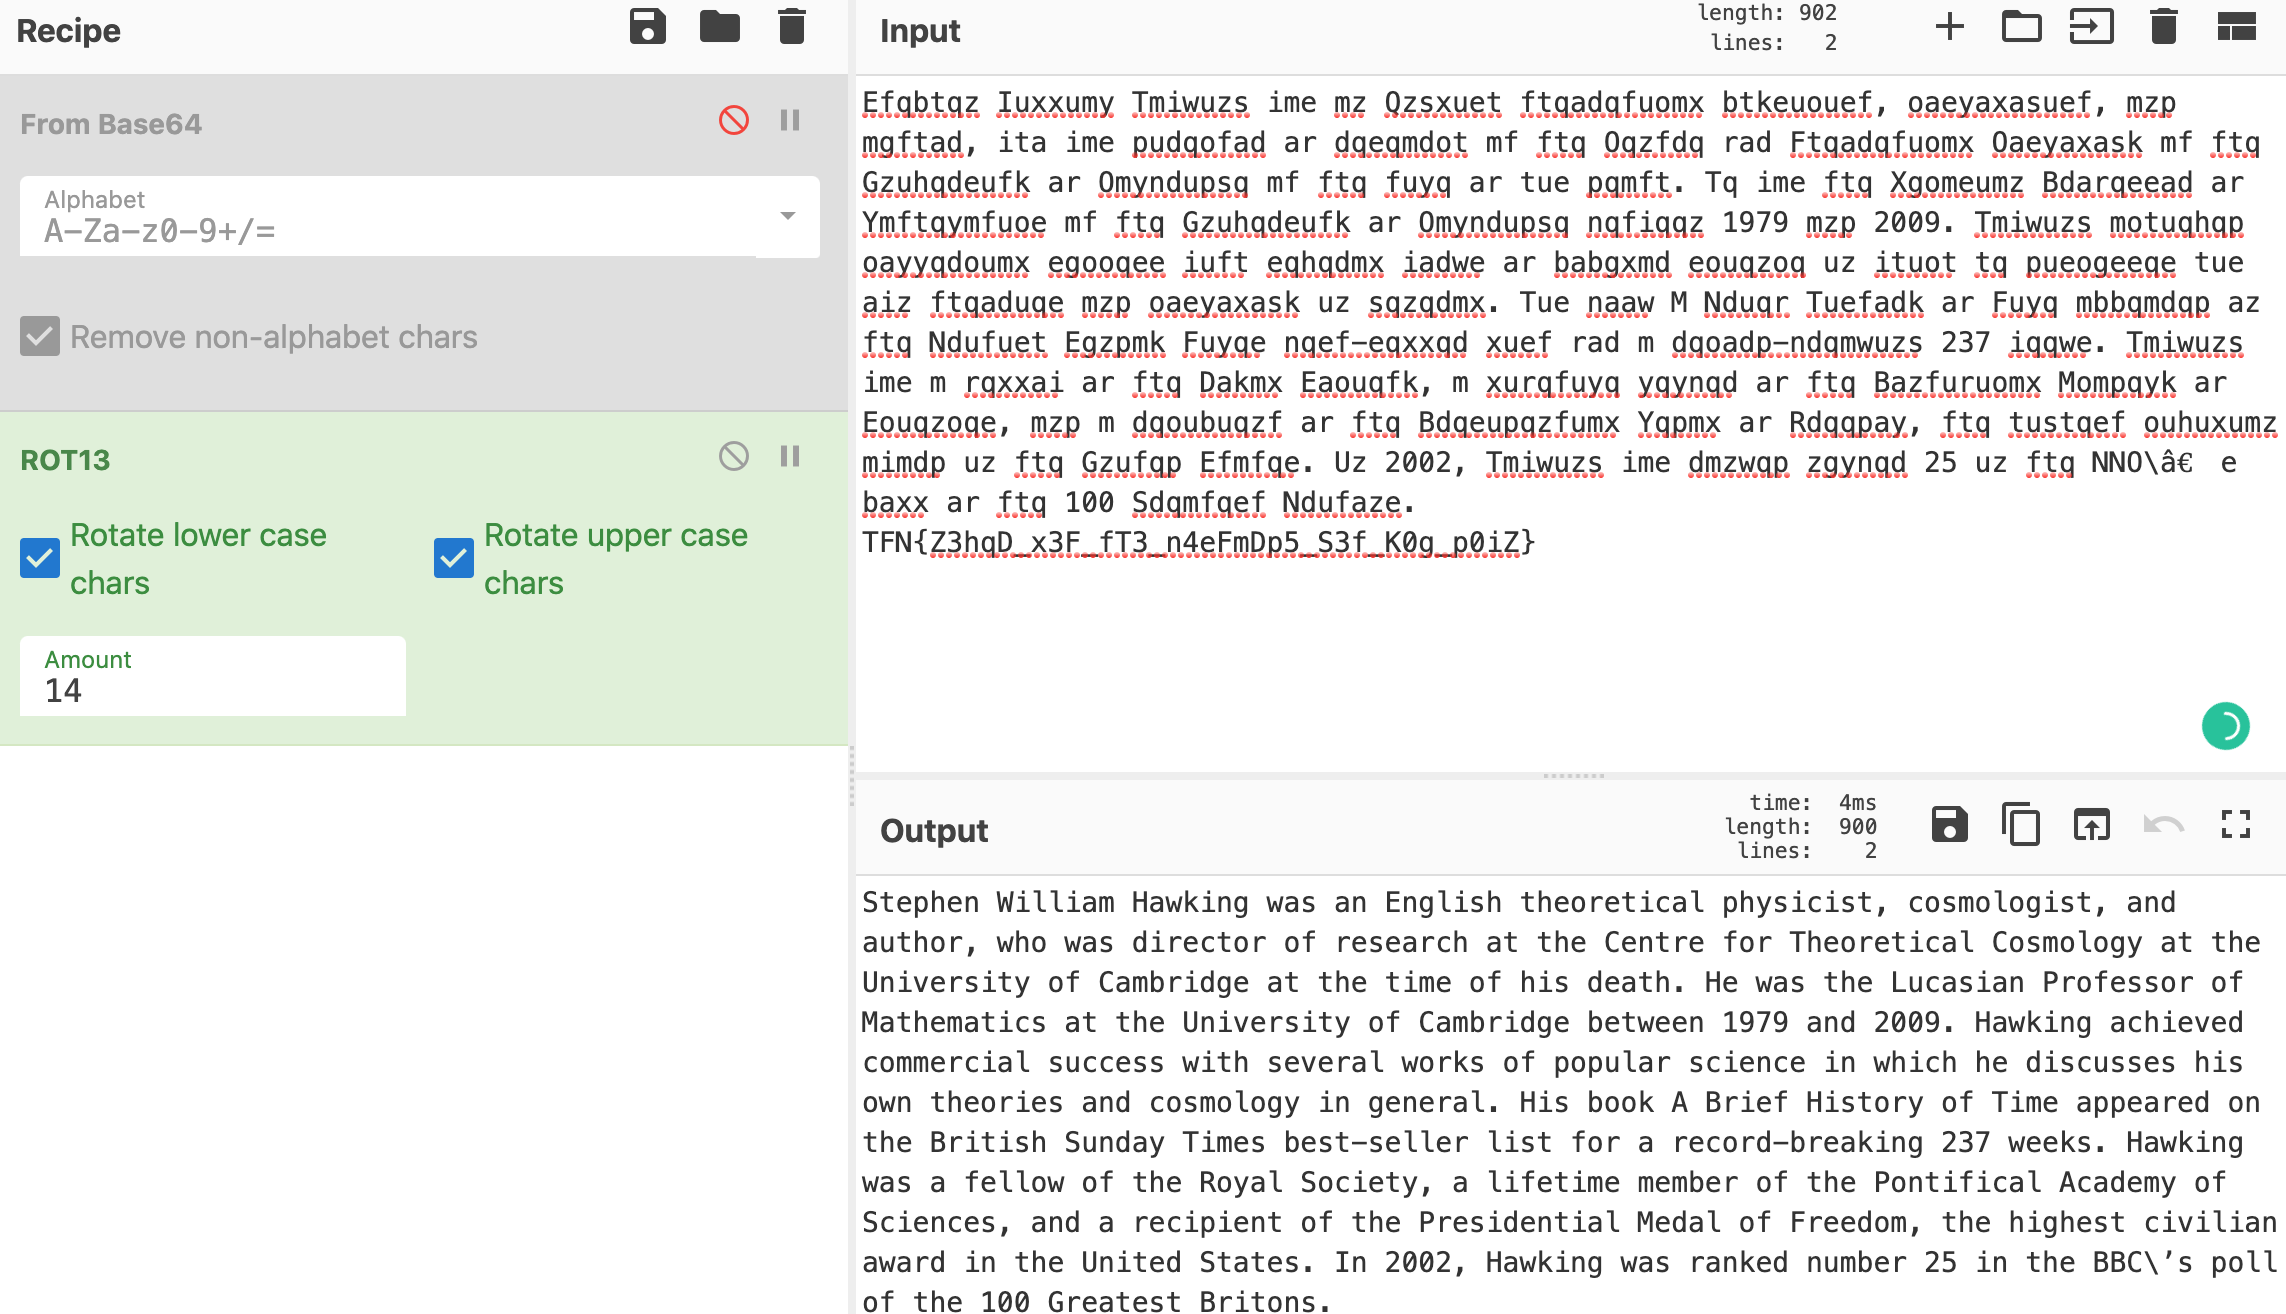 Recipe
From Base64
Alphabet
A-Za-z0-9+/=
Remove non-alphabet chars
ROT13
Rotate lower case
chars
Rotate upper case
chars
Amount
14
Input
length: 902
lines: 2
Efqbtqz Iuxxumy Tmiwuzs ime mz Qzsxuet ftqadqfuomx btkeuouef, oaeyaxasuef, mzp
mgftad, ita ime pudqofad ar dqeqmdot mf ftq Oqzfdq rad Ftqadqfuomx Oaeyaxask mf ftq
Gzuhqdeufk ar Omyndupsq mf ftq fuyq ar tue pqmft. Tq ime ftq Xgomeumz Bdarqeead ar
Ymftqymfuoe mf ftq Gzuhqdeufk ar Omyndupsq nqfiqqz 1979 mzp 2009. Tmiwuzs motuqhqp
oayyqdoumx egooqee iuft eqhqdmx iadwe ar babgxmd eouqzoq uz ituot tq pueogeeqe tue
aiz ftqaduqe mzp oaeyaxask uz sqzqdmx. Tue naaw M Nduqr Tuefadk ar Fuyq mbbqmdqp az
ftq Ndufuet Egzpmk Fuyqe nqef-eqxxqd xuef rad m dqoadp-ndqmwuzs 237 iqqwe. Tmiwuzs
ime m rqxxai ar ftq Dakmx Eaouqfk, m xurqfuyq yqynqd ar ftq Bazfuruomx Mompqyk ar
Eouqzoqe, mzp m dqoubuqzf ar ftq Bdqeupqzfumx Yqpmx ar Rdqqpay, ftq tustqef ouhuxumz
mimdp uz ftq Gzufqp Efmfqe. Uz 2002, Tmiwuzs ime dmzwqp zgynqd 25 uz ftq NNO\â€ e
baxx ar ftq 100 Sdqmfqef Ndufaze.
TFN{Z3hqD_x3F_fT3_n4eFmDp5_S3f_K0g_p0iZ}
Output
time: 4ms
length: 900
lines: 2
Stephen William Hawking was an English theoretical physicist, cosmologist, and
author, who was director of research at the Centre for Theoretical Cosmology at the
University of Cambridge at the time of his death. He was the Lucasian Professor of
Mathematics at the University of Cambridge between 1979 and 2009. Hawking achieved
commercial success with several works of popular science in which he discusses his
own theories and cosmology in general. His book A Brief History of Time appeared on
the British Sunday Times best-seller list for a record-breaking 237 weeks. Hawking
was a fellow of the Royal Society, a lifetime member of the Pontifical Academy of
Sciences, and a recipient of the Presidential Medal of Freedom, the highest civilian
award in the United States. In 2002, Hawking was ranked number 25 in the BBC\’s poll
of the 100 Greatest Britons.